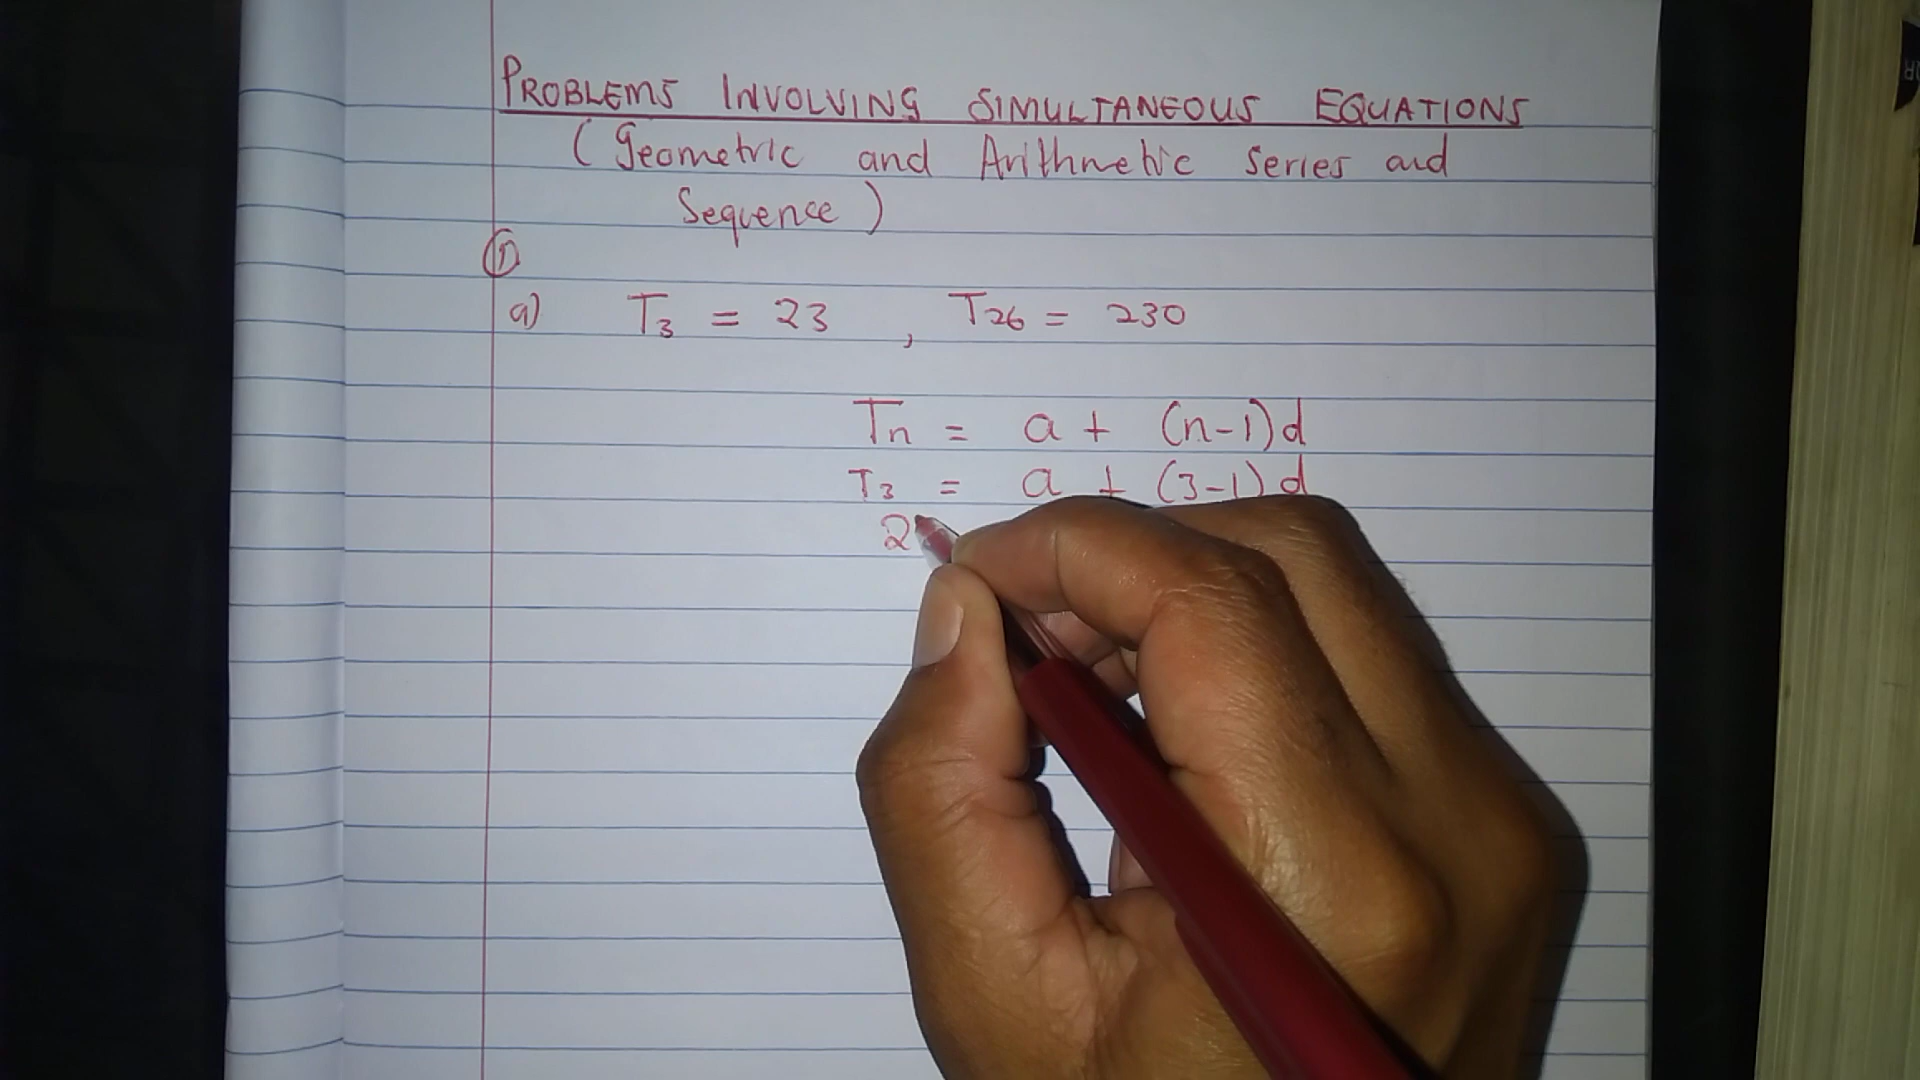 PROBLEMS INVOLVING SIMULTANEOUS EQUATIONS
(Geometric and Arithmetic series and
Sequence)
①
a) T₃ = 23 , T₂₆ = 230
Tn = a + (n-1)d
T₃ = a + (3-1)d
2